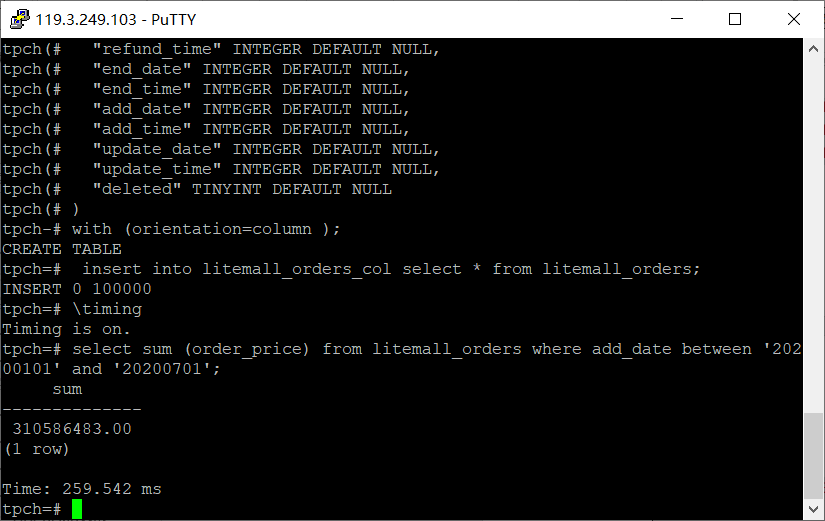 119.3.249.103 - PuTTY
tpch(#   "refund_time" INTEGER DEFAULT NULL,
tpch(#   "end_date" INTEGER DEFAULT NULL,
tpch(#   "end_time" INTEGER DEFAULT NULL,
tpch(#   "add_date" INTEGER DEFAULT NULL,
tpch(#   "add_time" INTEGER DEFAULT NULL,
tpch(#   "update_date" INTEGER DEFAULT NULL,
tpch(#   "update_time" INTEGER DEFAULT NULL,
tpch(#   "deleted" TINYINT DEFAULT NULL
tpch(# )
tpch-# with (orientation=column );
CREATE TABLE
tpch=#  insert into litemall_orders_col select * from litemall_orders;
INSERT 0 100000
tpch=# \timing
Timing is on.
tpch=# select sum (order_price) from litemall_orders where add_date between '202
00101' and '20200701';
     sum
--------------
 310586483.00
(1 row)

Time: 259.542 ms
tpch=#